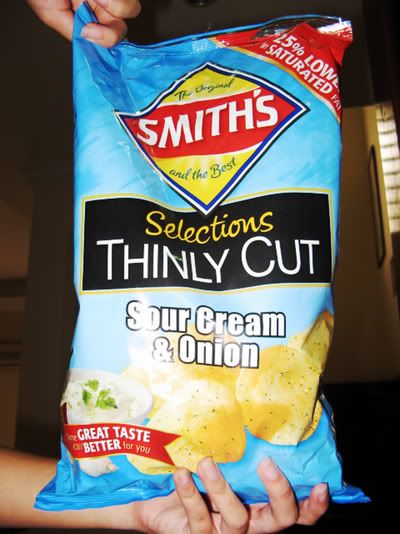 25% LOWER
in SATURATED
FAT
The Original
SMITH'S
and the Best
Selections
THINLY CUT
Sour Cream
& Onion
GREAT TASTE
now BETTER for you